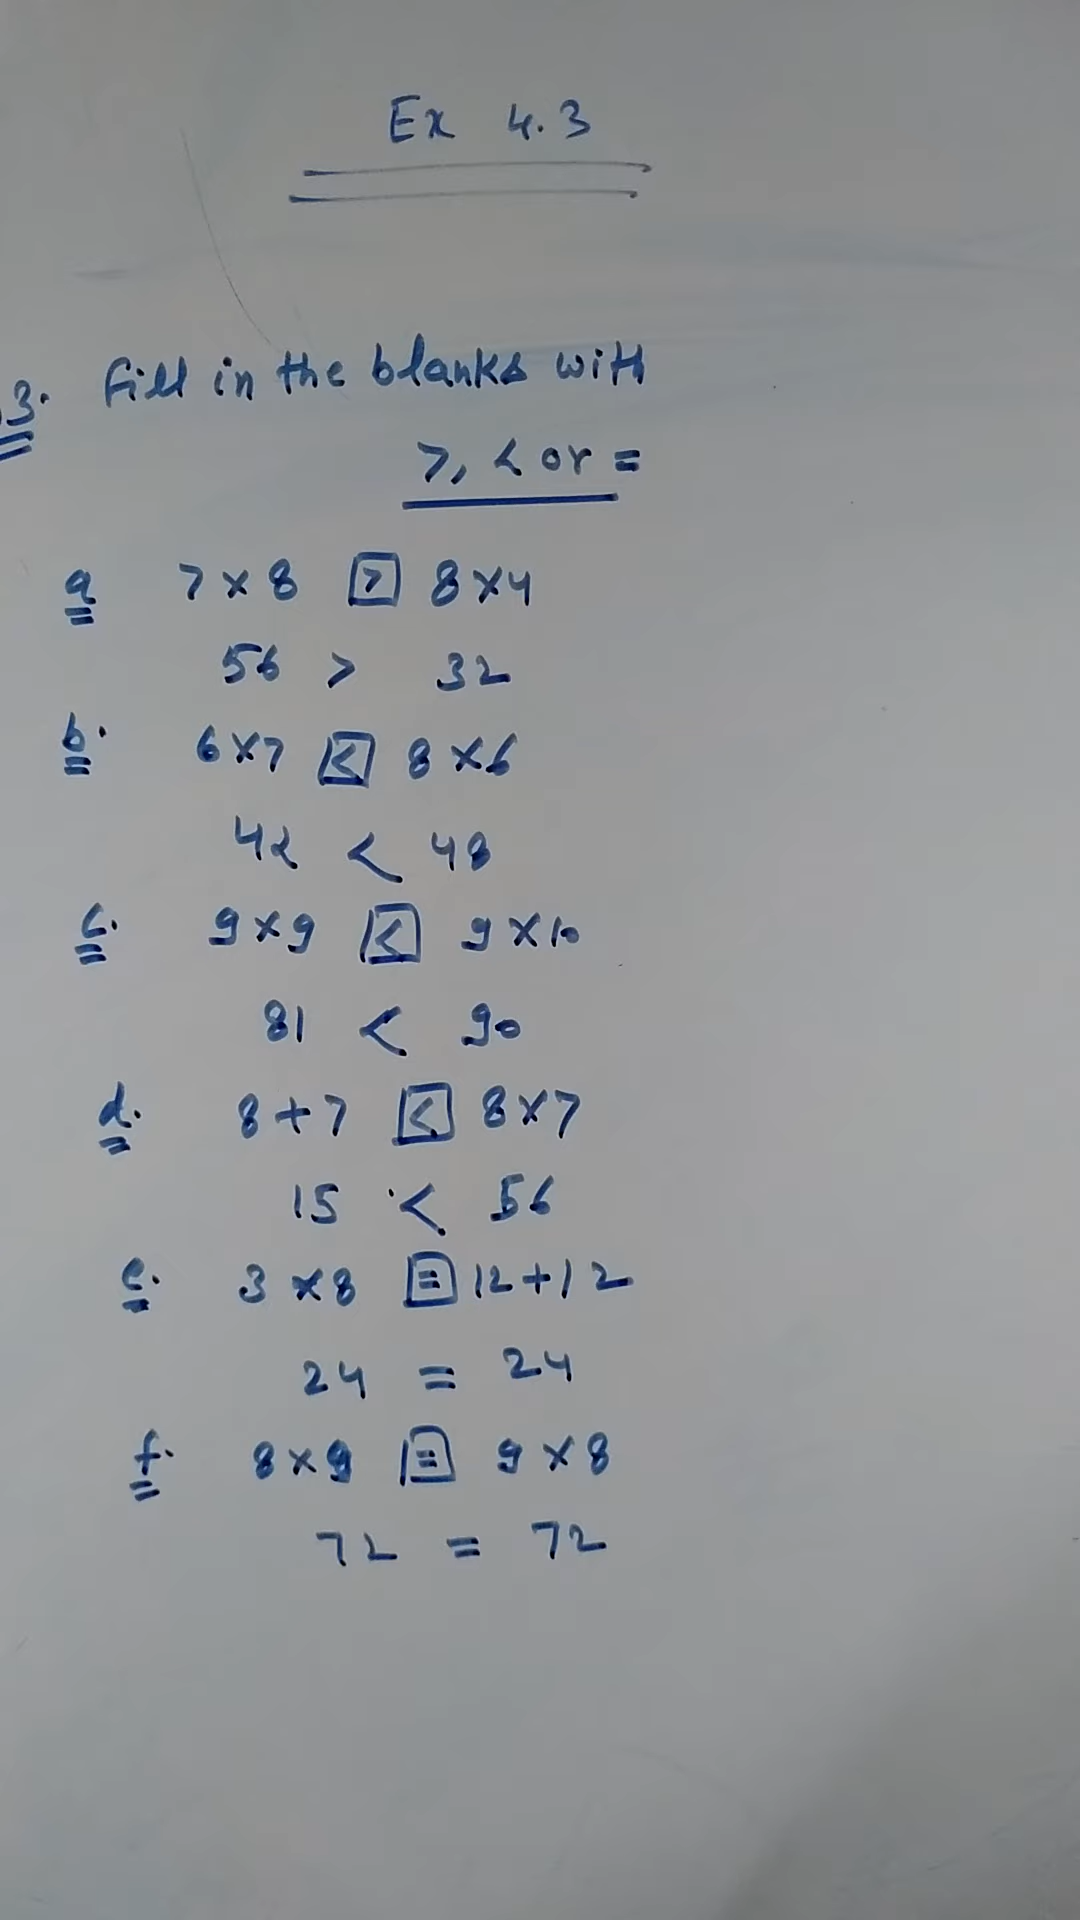 Ex 4.3
3. Fill in the blanks with
>, < or =
a 7 × 8 > 8 × 4
56 > 32
b. 6 × 7 < 8 × 6
42 < 48
c. 9 × 9 < 9 × 10
81 < 90
d. 8 + 7 < 8 × 7
15 < 56
e. 3 × 8 = 12 + 12
24 = 24
f. 8 × 9 = 9 × 8
72 = 72